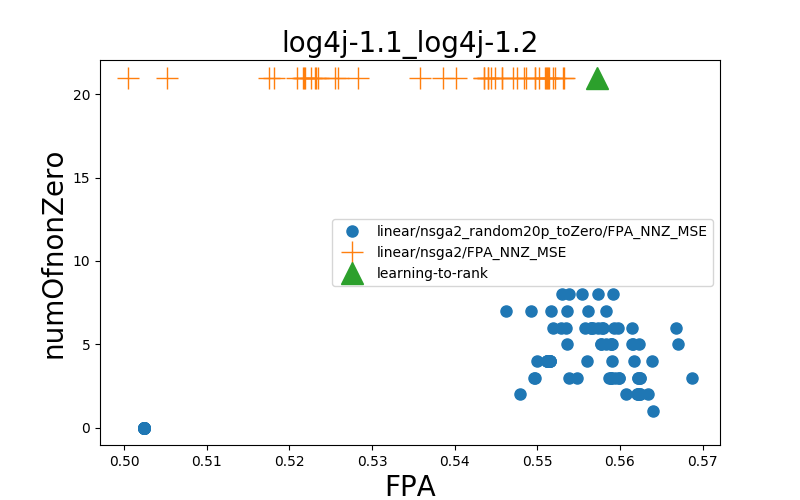 log4j-1.1_log4j-1.2
numOfnonZero
20
15
10
5
0
linear/nsga2_random20p_toZero/FPA_NNZ_MSE
linear/nsga2/FPA_NNZ_MSE
learning-to-rank
0.50 0.51 0.52 0.53 0.54 0.55 0.56 0.57
FPA